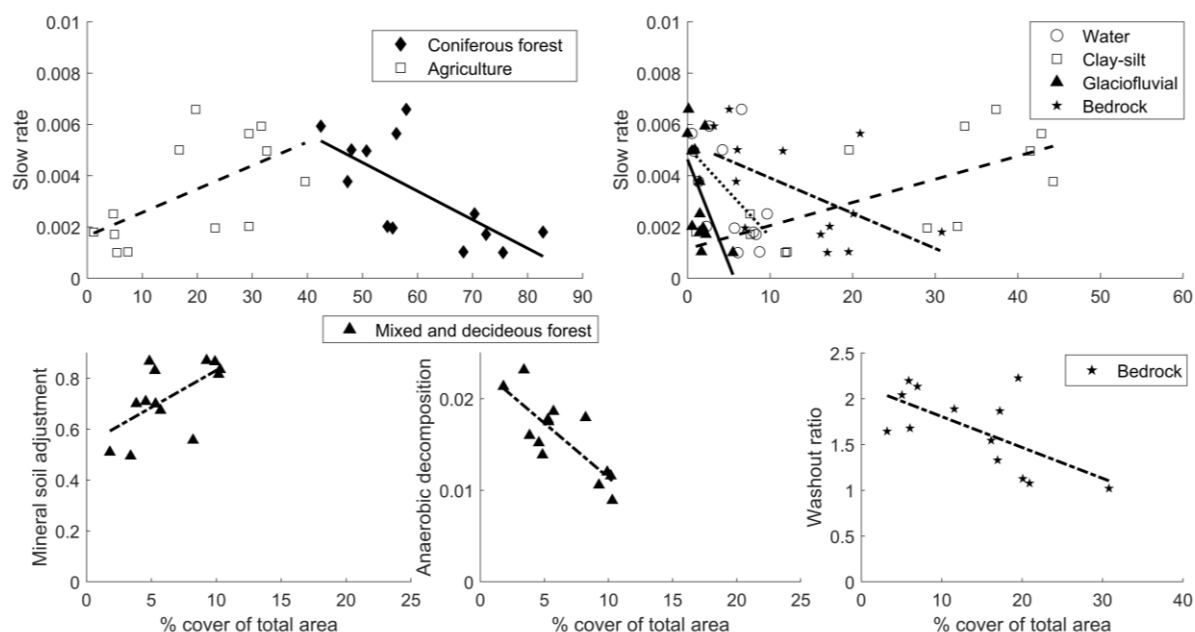 0.01
0.008
0.006
0.004
0.002
0
Slow rate
0 10 20 30 40 50 60 70 80 90
Coniferous forest
Agriculture
0.01
0.008
0.006
0.004
0.002
0
Slow rate
0 10 20 30 40 50 60
Water
Clay-silt
Glaciofluvial
Bedrock
Mixed and decideous forest
0.8
0.6
0.4
0.2
0
Mineral soil adjustment
0 5 10 15 20 25
% cover of total area
0.02
0.01
0.00
Anaerobic decomposition
0 5 10 15 20 25
% cover of total area
2.5
2
1.5
1
0.5
0
Washout ratio
0 10 20 30 40
% cover of total area
Bedrock